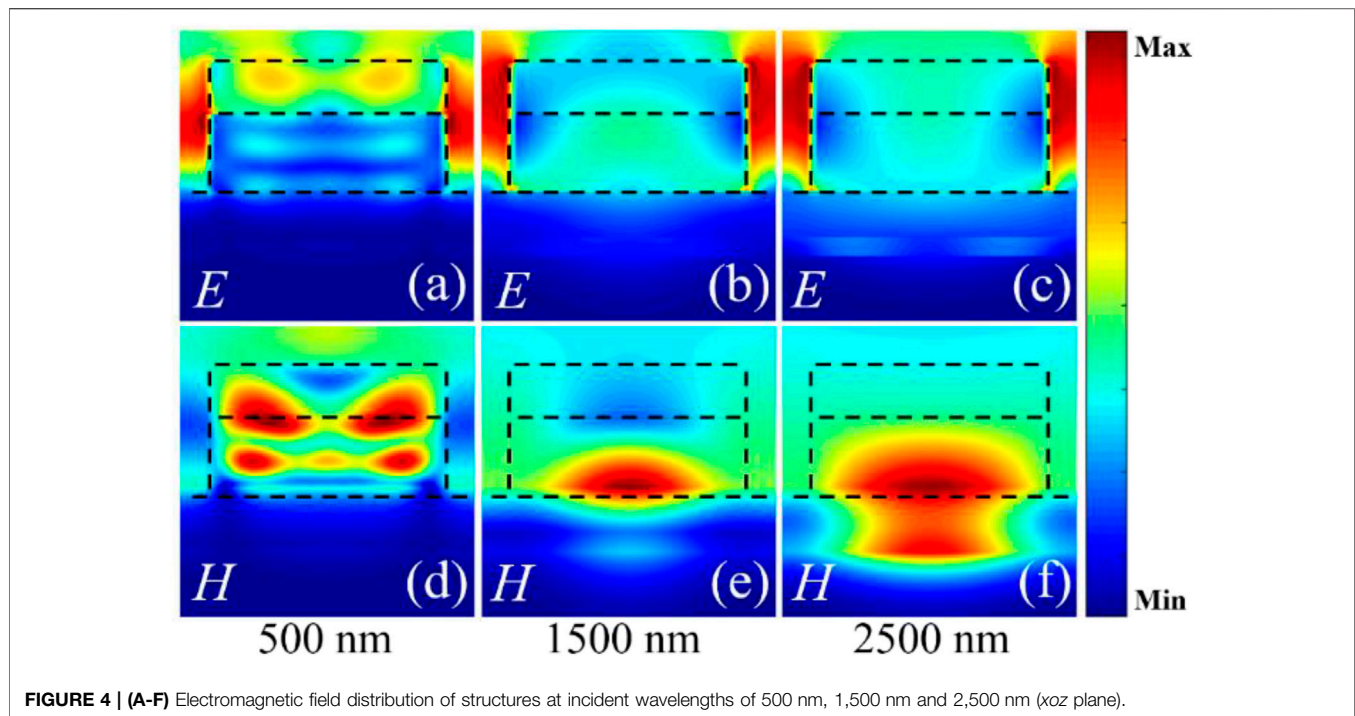 Max
E (a) E (b) E (c)
H (d) H (e) H (f)
Min
500 nm 1500 nm 2500 nm
FIGURE 4 | (A-F) Electromagnetic field distribution of structures at incident wavelengths of 500 nm, 1,500 nm and 2,500 nm (xoz plane).